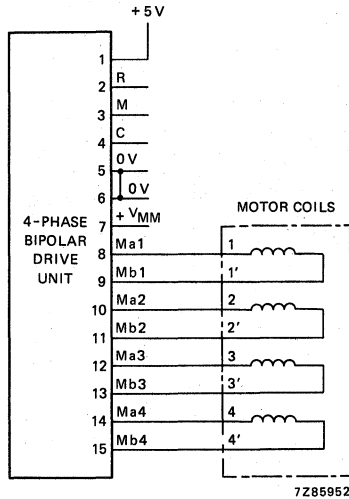 +5V
1
2 R
3 M
4 C
5 0V
6 0V
7 + VMM
4-PHASE
BIPOLAR
DRIVE
UNIT
MOTOR COILS
8 Ma1 1
9 Mb1 1'
10 Ma2 2
11 Mb2 2'
12 Ma3 3
13 Mb3 3'
14 Ma4 4
15 Mb4 4'
7Z85952